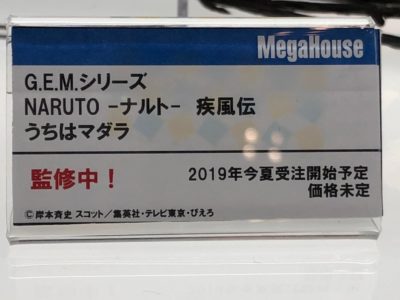 MegaHouse
G.E.M.シリーズ
NARUTO -ナルト- 疾風伝
うちはマダラ
監修中！
2019年今夏受注開始予定
価格未定
©岸本斉史 スコット／集英社・テレビ東京・ぴえろ